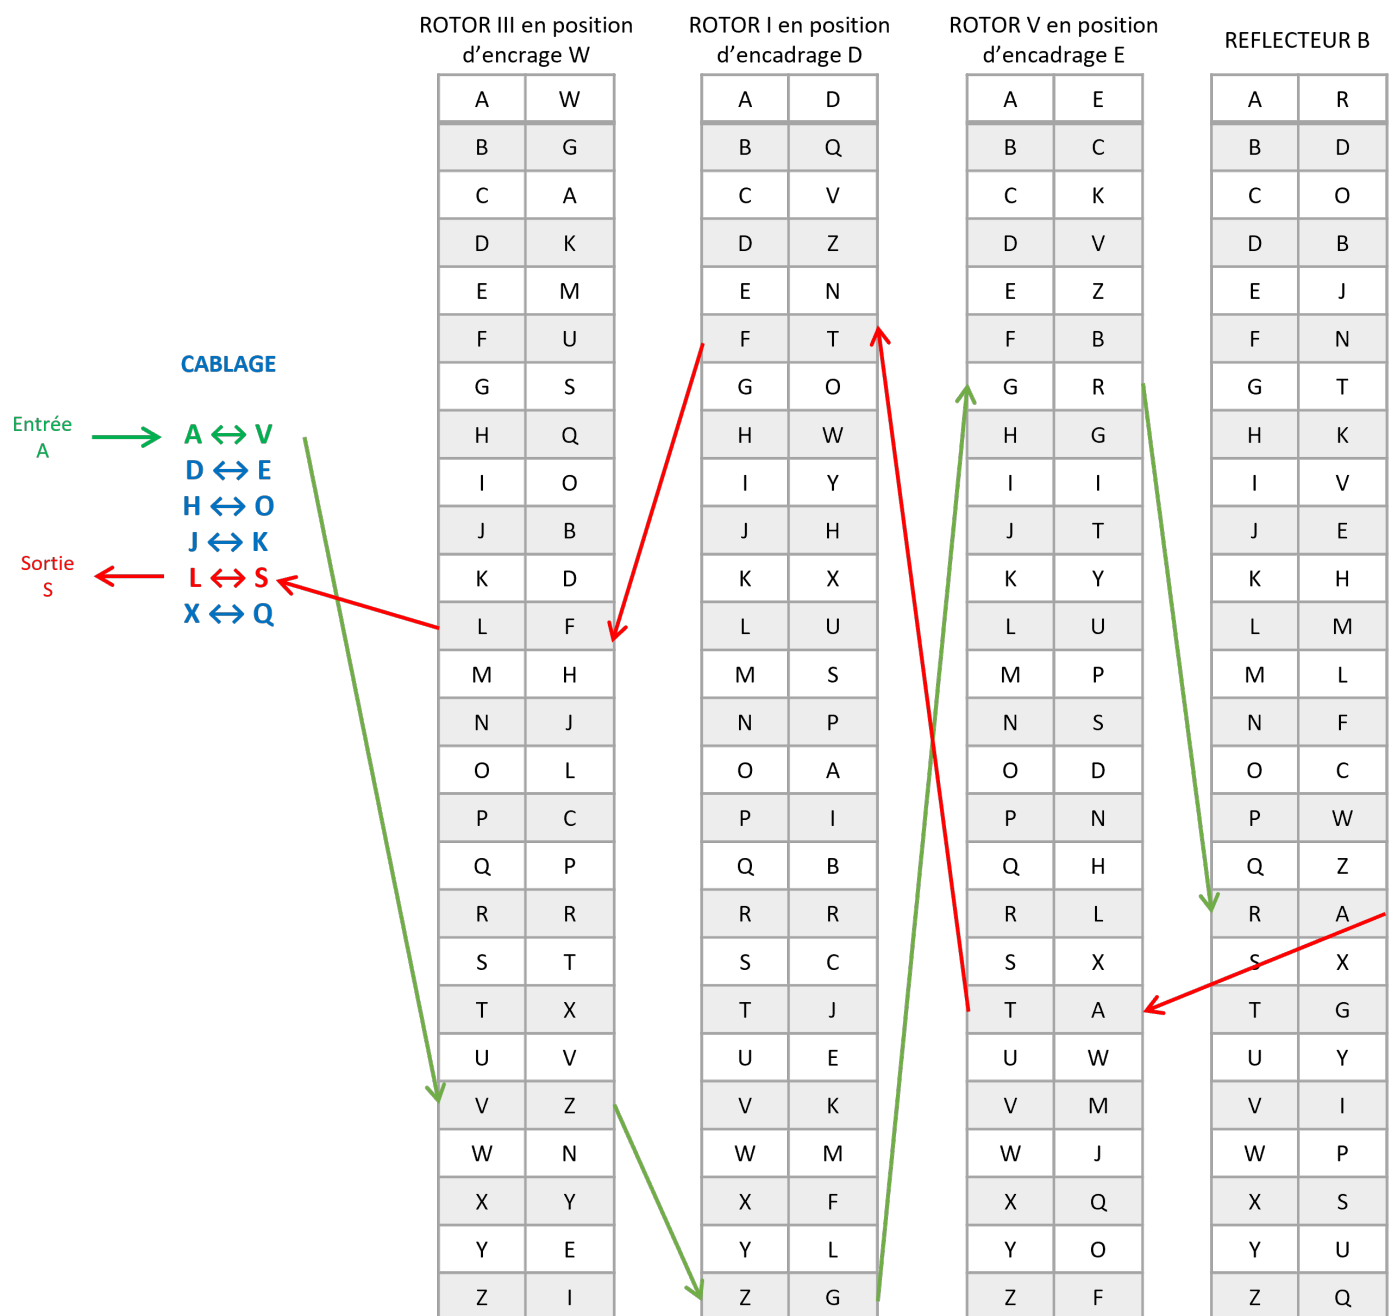 ROTOR III en position
d’encrage W
ROTOR I en position
d’encadrage D
ROTOR V en position
d’encadrage E
REFLECTEUR B
A W A D A E A R
B G B Q B C B D
C A C V C K C O
D K D Z D V D B
E M E N E Z E J
F U F T F B F N
CABLAGE
G S G O G R G T
Entrée
A
A ↔ V
H Q H W H G H K
D ↔ E
I O I Y I I I V
H ↔ O
J B J H J T J E
J ↔ K
Sortie
S
L ↔ S
K D K X K Y K H
X ↔ Q
L F L U L U L M
M H M S M P M L
N J N P N S N F
O L O A O D O C
P C P I P N P W
Q P Q B Q H Q Z
R R R R R L R A
S T S C S X S X
T X T J T A T G
U V U E U W U Y
V Z V K V M V I
W N W M W J W P
X Y X F X Q X S
Y E Y L Y O Y U
Z I Z G Z F Z Q